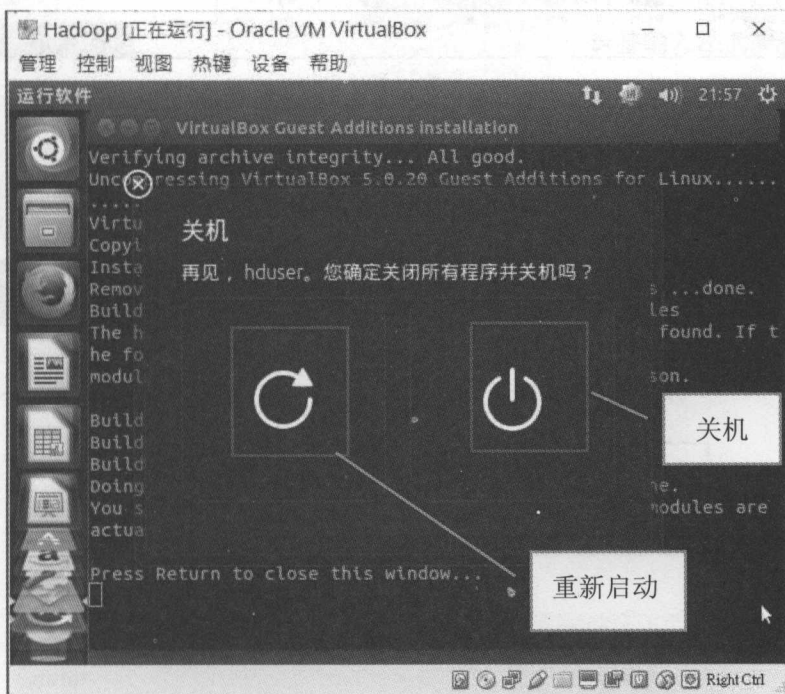 Hadoop [正在运行] - Oracle VM VirtualBox
管理 控制 视图 热键 设备 帮助
运行软件 21:57
VirtualBox Guest Additions installation
Verifying archive integrity... All good.
Uncompressing VirtualBox 5.0.20 Guest Additions for Linux......
.....
Virtu
Copyi
Insta
Remov s ...done.
Build les
The h found. If t
he fo
modul son.
Build
Build
Build
Doing ne.
You s modules are
actua
Press Return to close this window...
关机
再见，hduser。您确定关闭所有程序并关机吗？
关机
重新启动
Right Ctrl